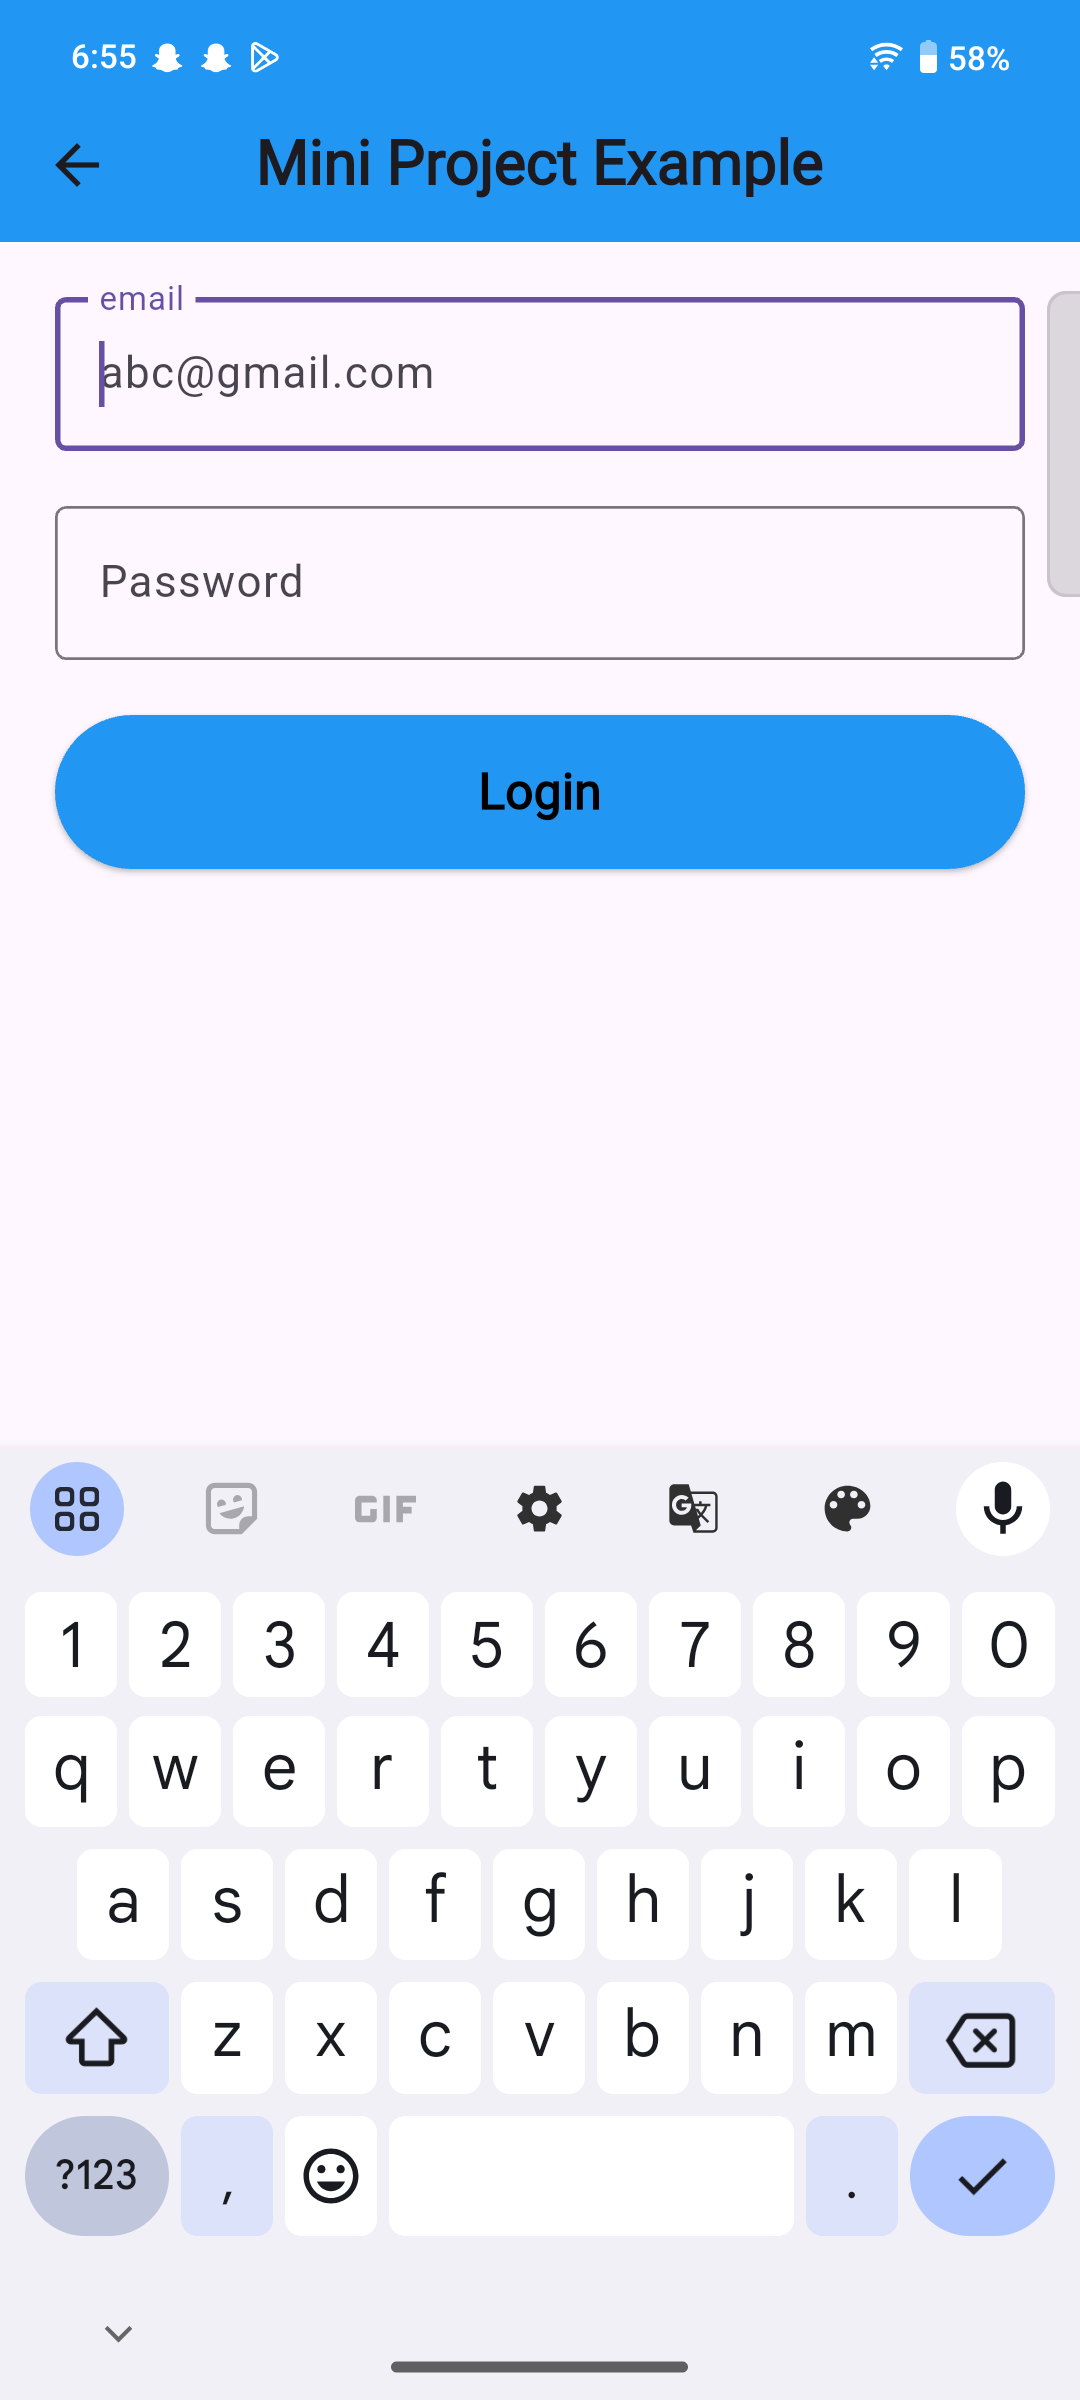 6:55 58%
Mini Project Example
email
abc@gmail.com
Password
Login
GIF G 文
1 2 3 4 5 6 7 8 9 0
q w e r t y u i o p
a s d f g h j k l
z x c v b n m
?123 , .